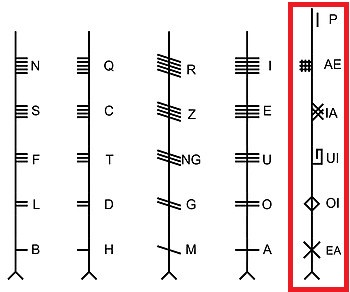 P
N Q R I AE
S C Z E IA
F T NG U UI
L D G O OI
B H M A EA